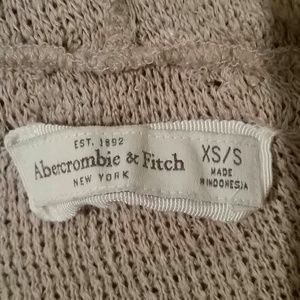 EST. 1892
Abercrombie & Fitch
NEW YORK
XS/S
MADE
IN INDONESIA